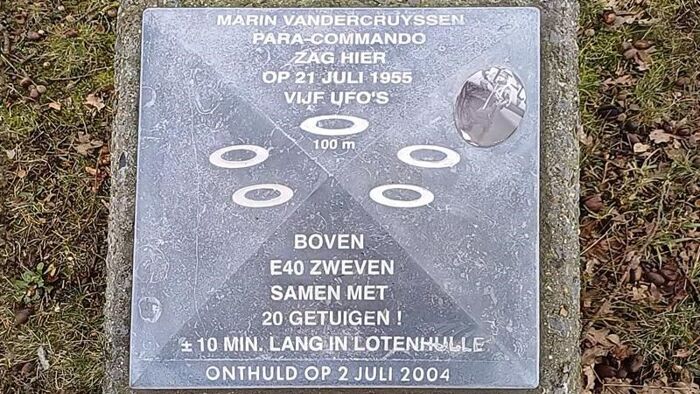 MARIN VANDERCRUYSSEN
PARA-COMMANDO
ZAG HIER
OP 21 JULI 1955
VIJF UFO'S
100 m
BOVEN
E40 ZWEVEN
SAMEN MET
20 GETUIGEN !
± 10 MIN. LANG IN LOTENHULLE
ONTHULD OP 2 JULI 2004